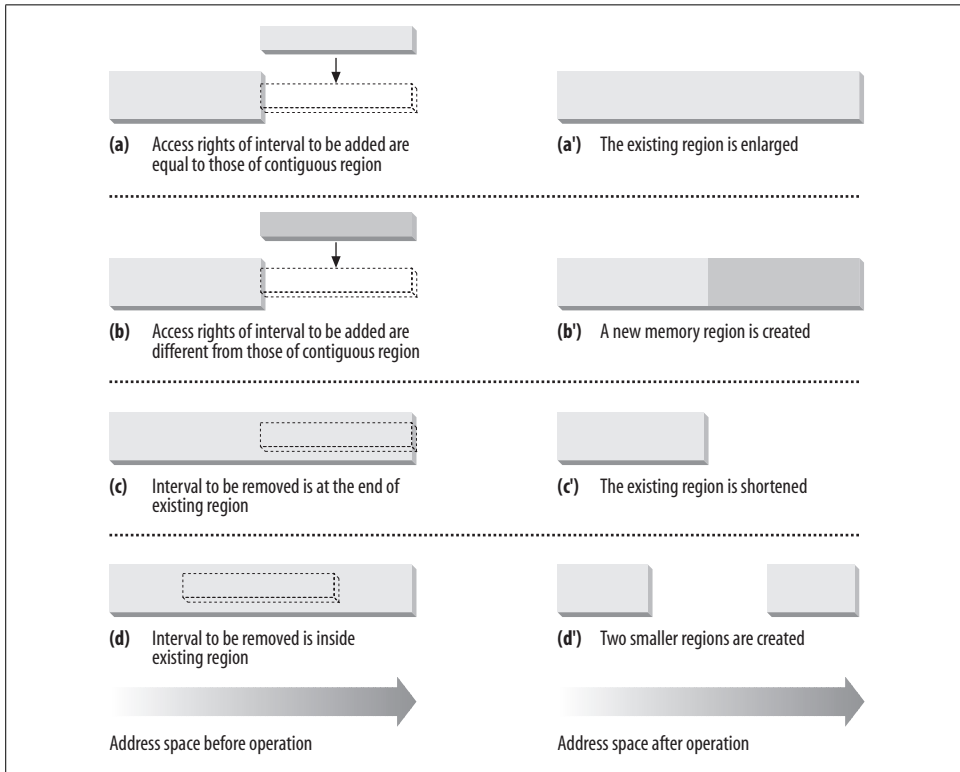 (a) Access rights of interval to be added are
equal to those of contiguous region
(a') The existing region is enlarged
(b) Access rights of interval to be added are
different from those of contiguous region
(b') A new memory region is created
(c) Interval to be removed is at the end of
existing region
(c') The existing region is shortened
(d) Interval to be removed is inside
existing region
(d') Two smaller regions are created
Address space before operation
Address space after operation